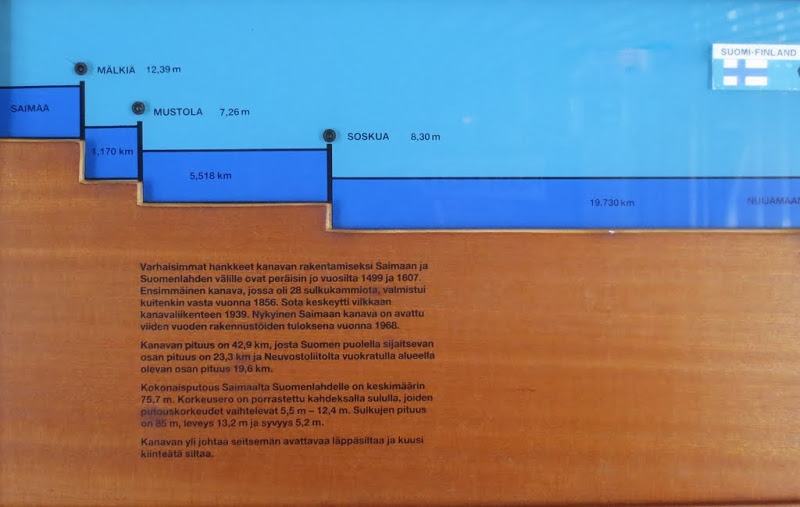 SUOMI-FINLAND
MÄLKIÄ 12,39 m
MUSTOLA 7,26 m
SOSKUA 8,30 m
SAIMAA
1,170 km
5,518 km
19.730 km
Varhaisimmat hankkeet kanavan rakentamiseksi Saimaan ja
Suomenlahden välille ovat peräisin jo vuosilta 1499 ja 1607.
Ensimmäinen kanava, jossa oli 28 sulkukammiota, valmistui
kuitenkin vasta vuonna 1856. Sota keskeytti vilkkaan
kanavaliikenteen 1939. Nykyinen Saimaan kanava on avattu
viiden vuoden rakennustöiden tuloksena vuonna 1968.
Kanavan pituus on 42,9 km, josta Suomen puolella sijaitsevan
osan pituus on 23,3 km ja Neuvostoliitolta vuokratulla alueella
olevan osan pituus 19,6 km.
Kokonaisputous Saimaalta Suomenlahdelle on keskimäärin
75,7 m. Korkeusero on porrastettu kahdeksalla sululla, joiden
putouskorkeudet vaihtelevat 5,5 m – 12,4 m. Sulkujen pituus
on 85 m, leveys 13,2 m ja syvyys 5,2 m.
Kanavan yli johtaa seitsemän avattavaa läppäsiltaa ja kuusi
kiinteätä siltaa.